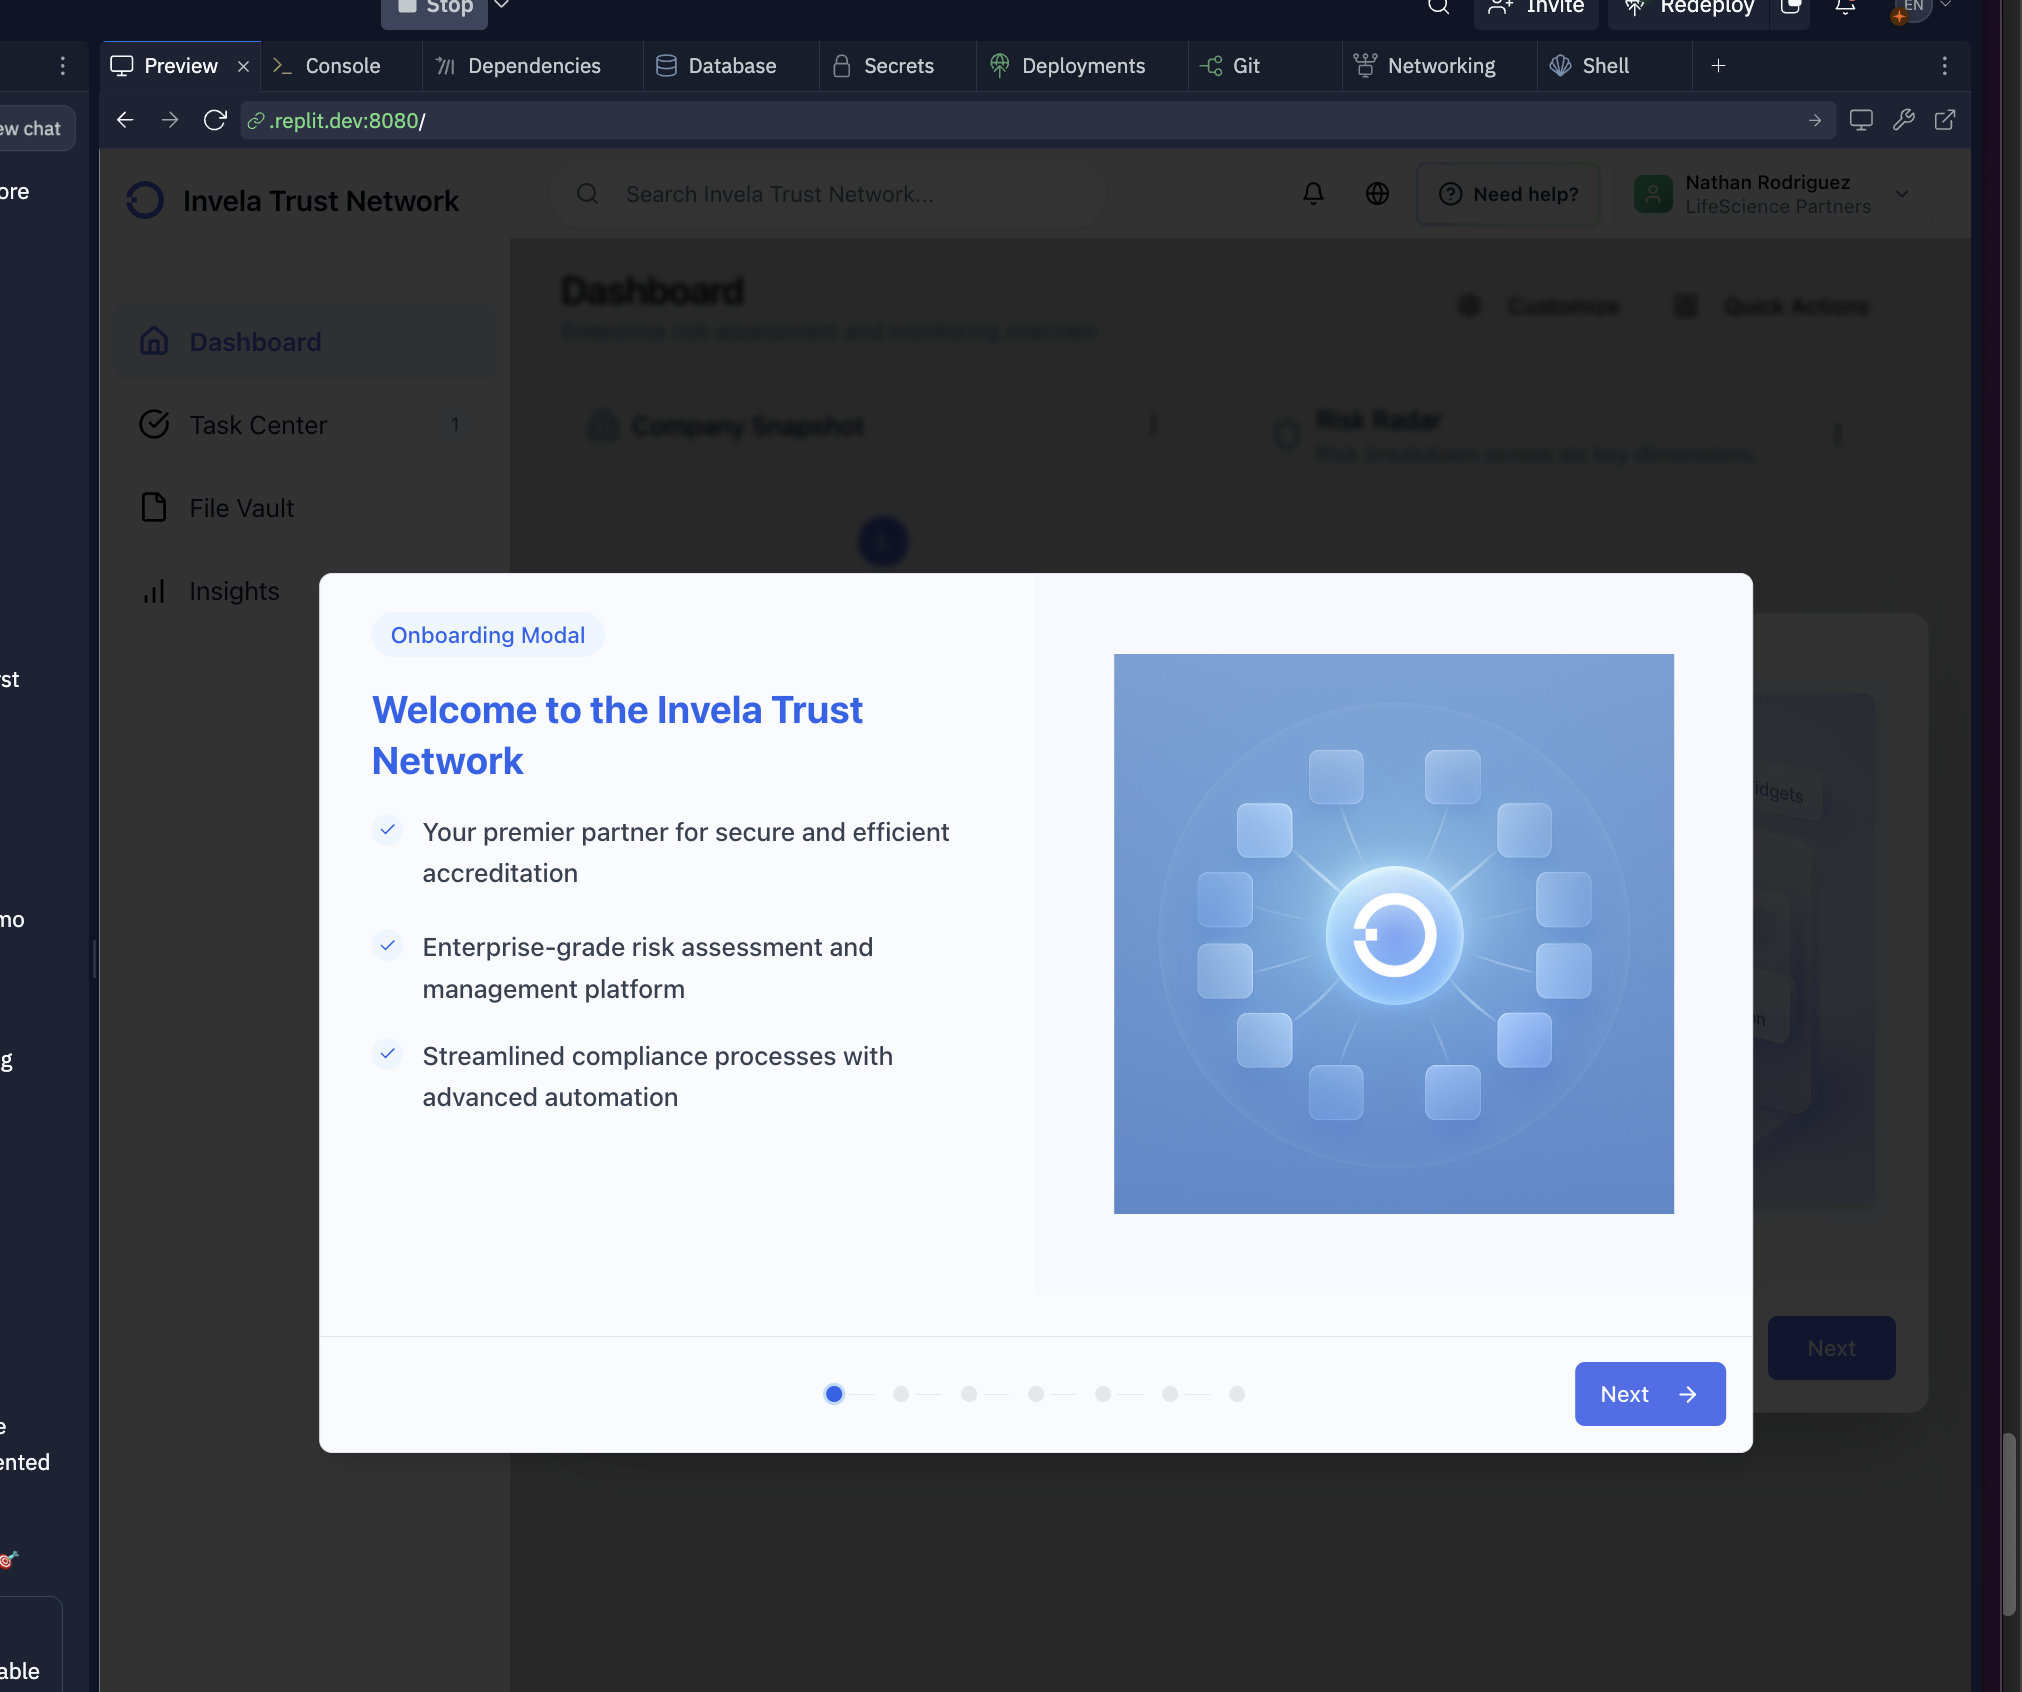 Stop
Invite
Redeploy
EN
Preview
Console
Dependencies
Database
Secrets
Deployments
Git
Networking
Shell
ew chat
.replit.dev:8080/
ore
Invela Trust Network
Search Invela Trust Network...
Need help?
Nathan Rodriguez
LifeScience Partners
Dashboard
Enterprise risk assessment and monitoring overview
Customize
Quick Actions
Dashboard
Task Center
1
Company Snapshot
Risk Radar
Risk breakdown across six key dimensions
File Vault
L
Insights
Onboarding Modal
Welcome to the Invela Trust
Network
Your premier partner for secure and efficient
accreditation
Enterprise-grade risk assessment and
management platform
Streamlined compliance processes with
advanced automation
Next
idgets
on
Next
st
mo
g
e
ented
able